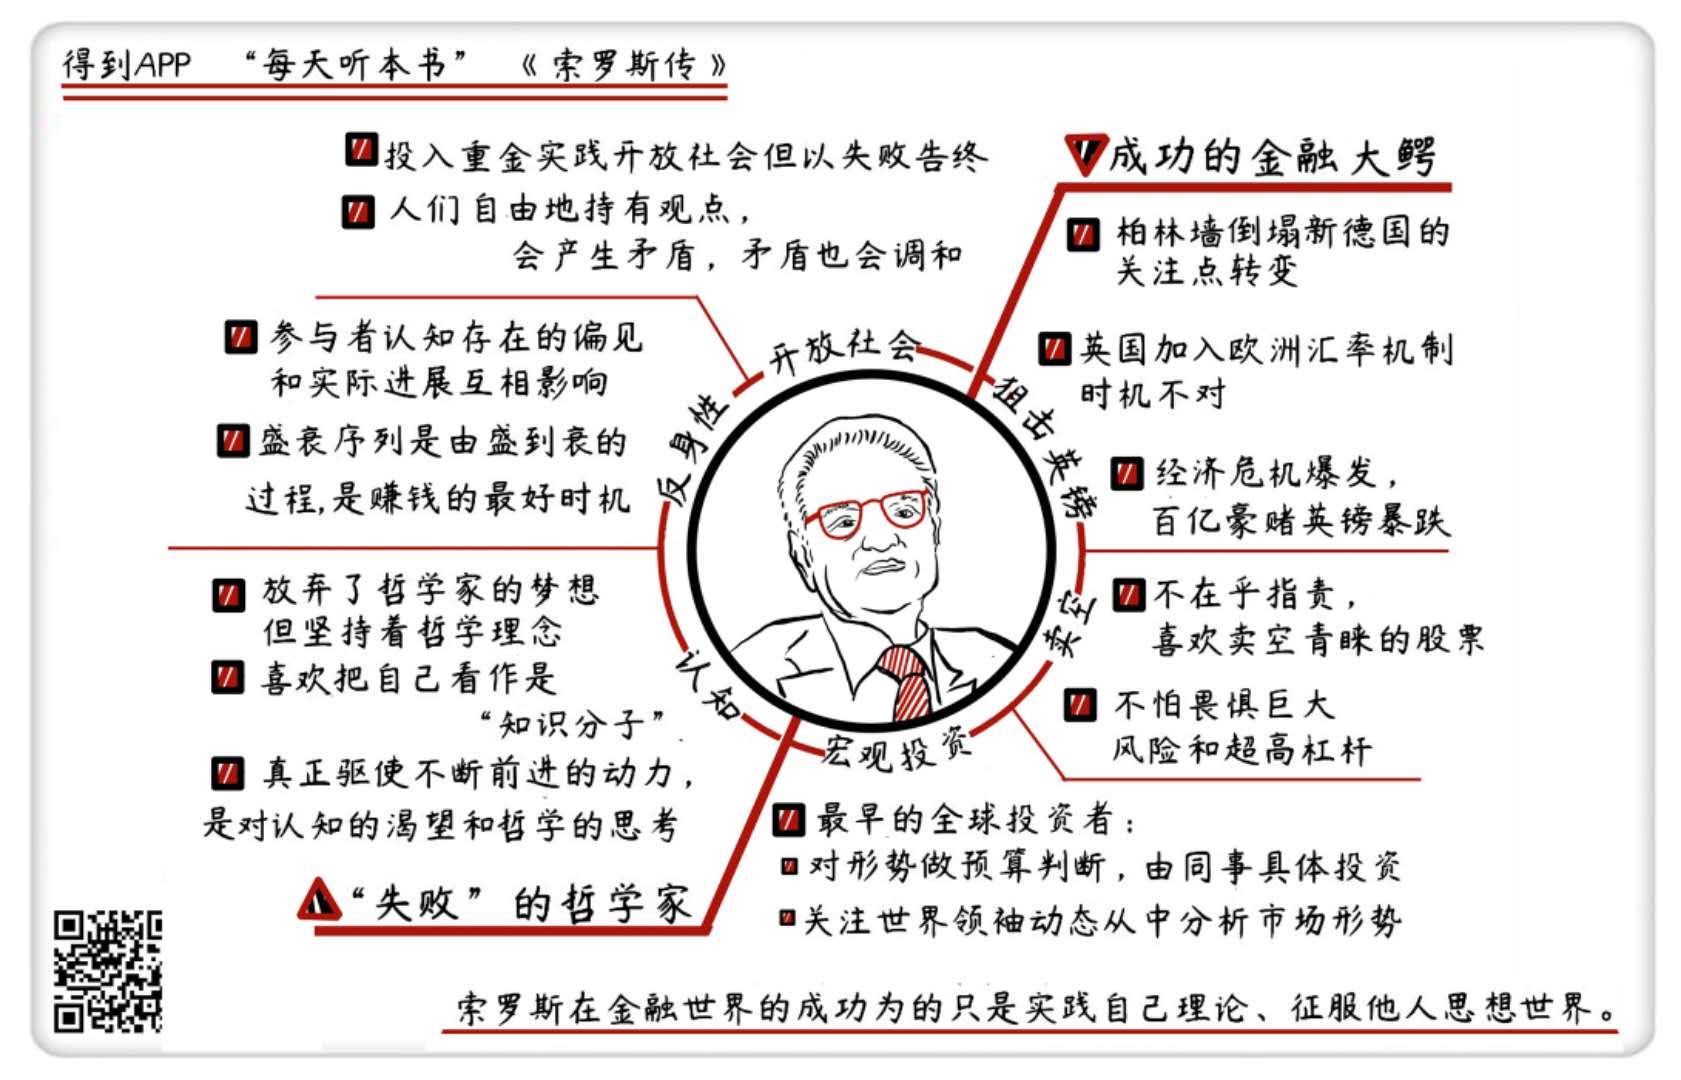 得到APP “每天听本书” 《索罗斯传》
投入重金实践开放社会但以失败告终
人们自由地持有观点，
会产生矛盾，矛盾也会调和
参与者认知存在的偏见
和实际进展互相影响
盛衰序列是由盛到衰的
过程,是赚钱的最好时机
放弃了哲学家的梦想
但坚持着哲学理念
喜欢把自己看作是
“知识分子”
真正驱使不断前进的动力，
是对认知的渴望和哲学的思考
“失败”的哲学家
开放社会
反身性
认知
狙击英镑
卖空
宏观投资
成功的金融大鳄
柏林墙倒塌新德国的
关注点转变
英国加入欧洲汇率机制
时机不对
经济危机爆发，
百亿豪赌英镑暴跌
不在乎指责，
喜欢卖空青睐的股票
不怕畏惧巨大
风险和超高杠杆
最早的全球投资者：
对形势做预算判断，由同事具体投资
关注世界领袖动态从中分析市场形势
索罗斯在金融世界的成功为的只是实践自己理论、征服他人思想世界。